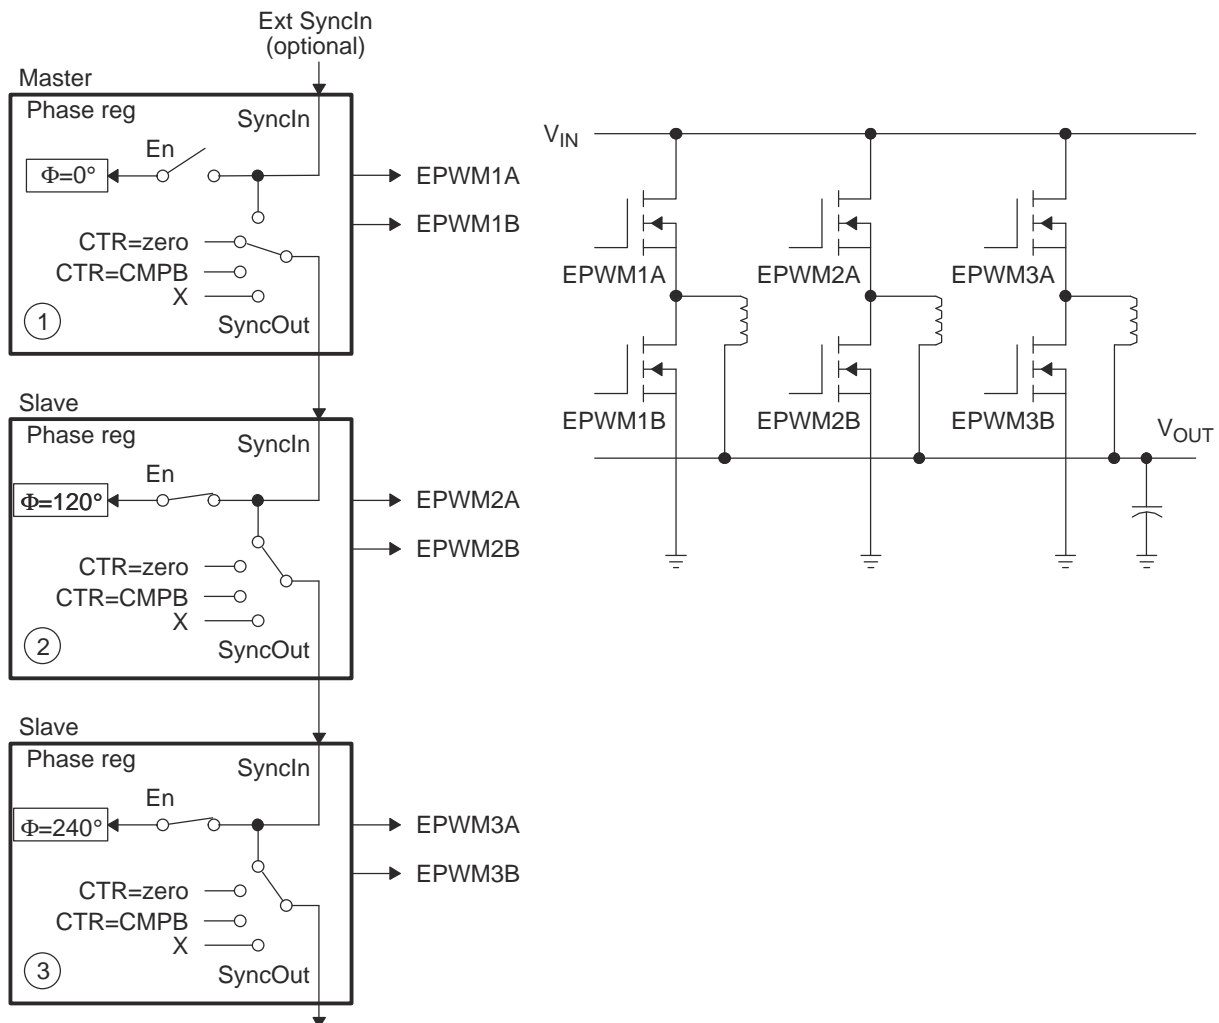 Ext SyncIn
(optional)
Master
Phase reg
SyncIn
En
Φ=0°
EPWM1A
EPWM1B
CTR=zero
CTR=CMPB
X
1
SyncOut
Slave
Phase reg
SyncIn
En
Φ=120°
EPWM2A
EPWM2B
CTR=zero
CTR=CMPB
X
2
SyncOut
Slave
Phase reg
SyncIn
En
Φ=240°
EPWM3A
EPWM3B
CTR=zero
CTR=CMPB
X
3
SyncOut
VIN
EPWM1A
EPWM2A
EPWM3A
EPWM1B
EPWM2B
EPWM3B
VOUT